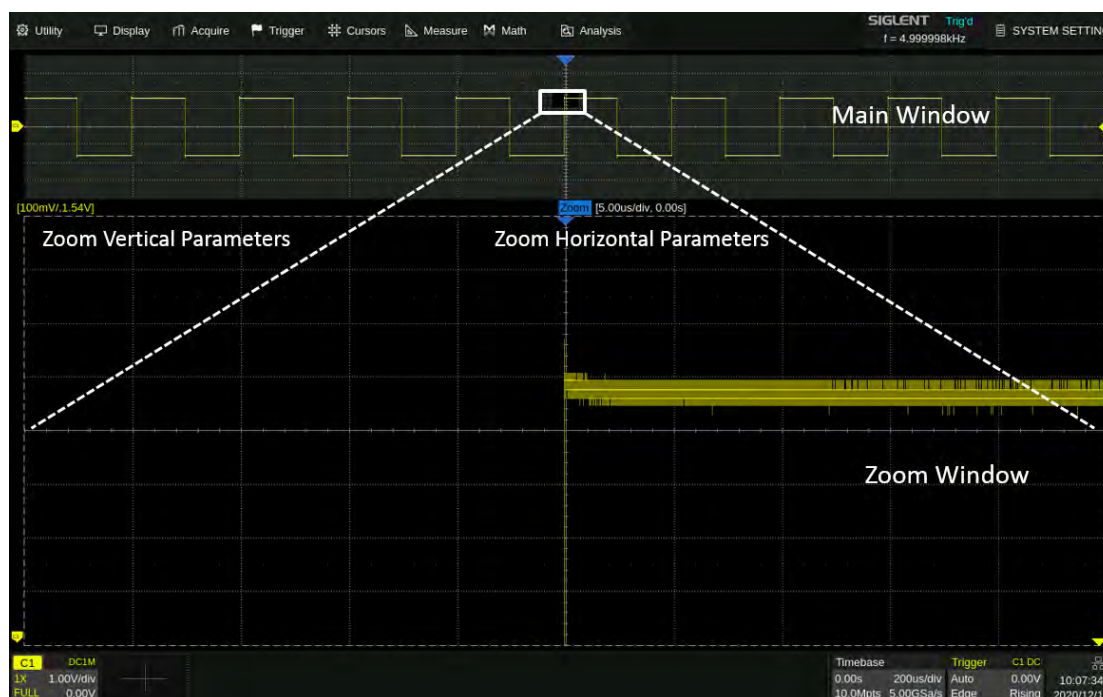 Utility Display Acquire Trigger Cursors Measure Math Analysis
SIGLENT Trig'd
f = 4.999998kHz
SYSTEM SETTING
Main Window
[100mV/,1.54V]
Zoom [5.00us/div, 0.00s]
Zoom Vertical Parameters
Zoom Horizontal Parameters
Zoom Window
C1 DC1M
1X 1.00V/div
FULL 0.00V
Timebase
0.00s 200us/div
10.0Mpts 5.00GSa/s
Trigger C1 DC
Auto 0.00V
Edge Rising
10:07:34